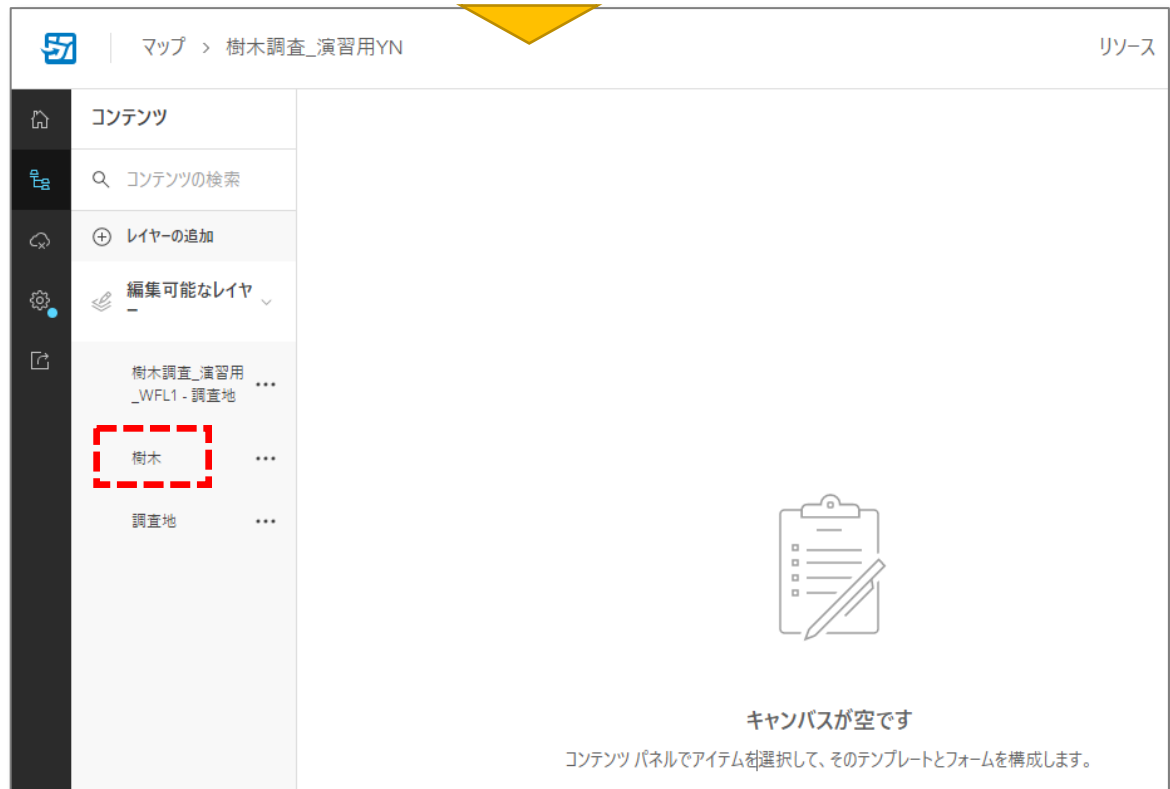 マップ > 樹木調査_演習用YN
リソース
コンテンツ
コンテンツの検索
レイヤーの追加
編集可能なレイヤ
ー
樹木調査_演習用
_WFL1 - 調査地
樹木
調査地
キャンバスが空です
コンテンツ パネルでアイテムを選択して、そのテンプレートとフォームを構成します。